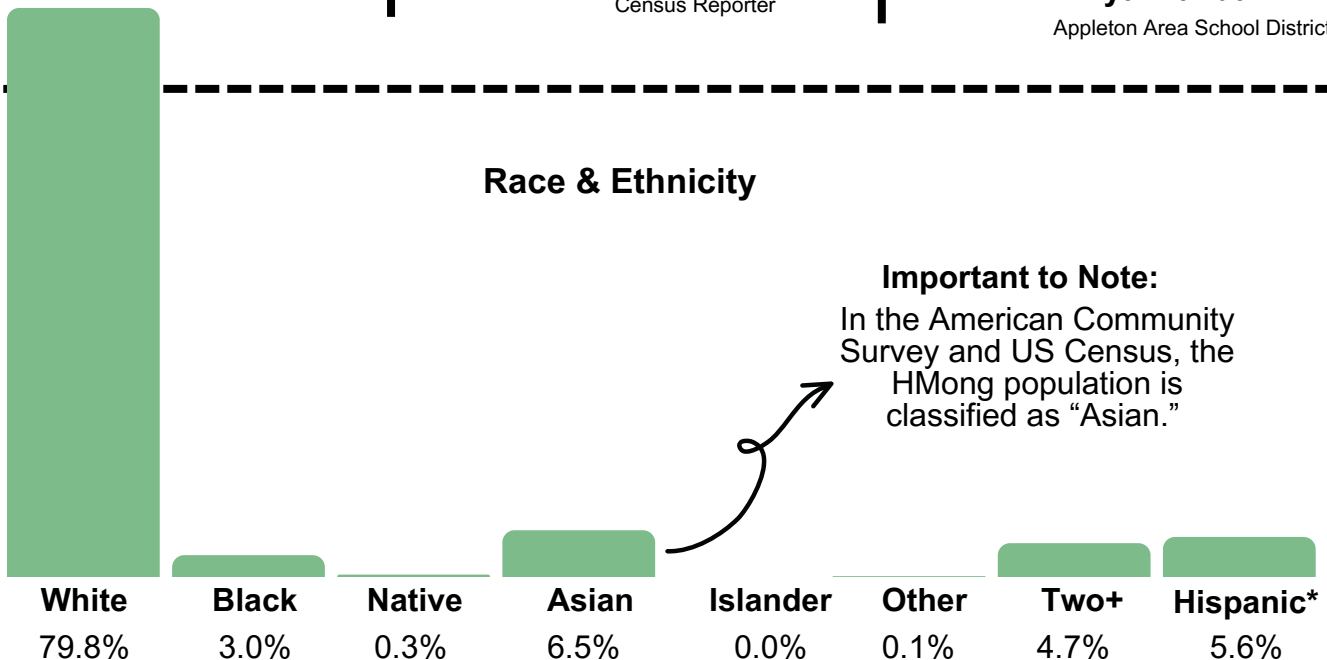 Census Reporter
Appleton Area School District
Race & Ethnicity
Important to Note:
In the American Community
Survey and US Census, the
HMong population is
classified as “Asian.”
White Black Native Asian Islander Other Two+ Hispanic*
79.8% 3.0% 0.3% 6.5% 0.0% 0.1% 4.7% 5.6%